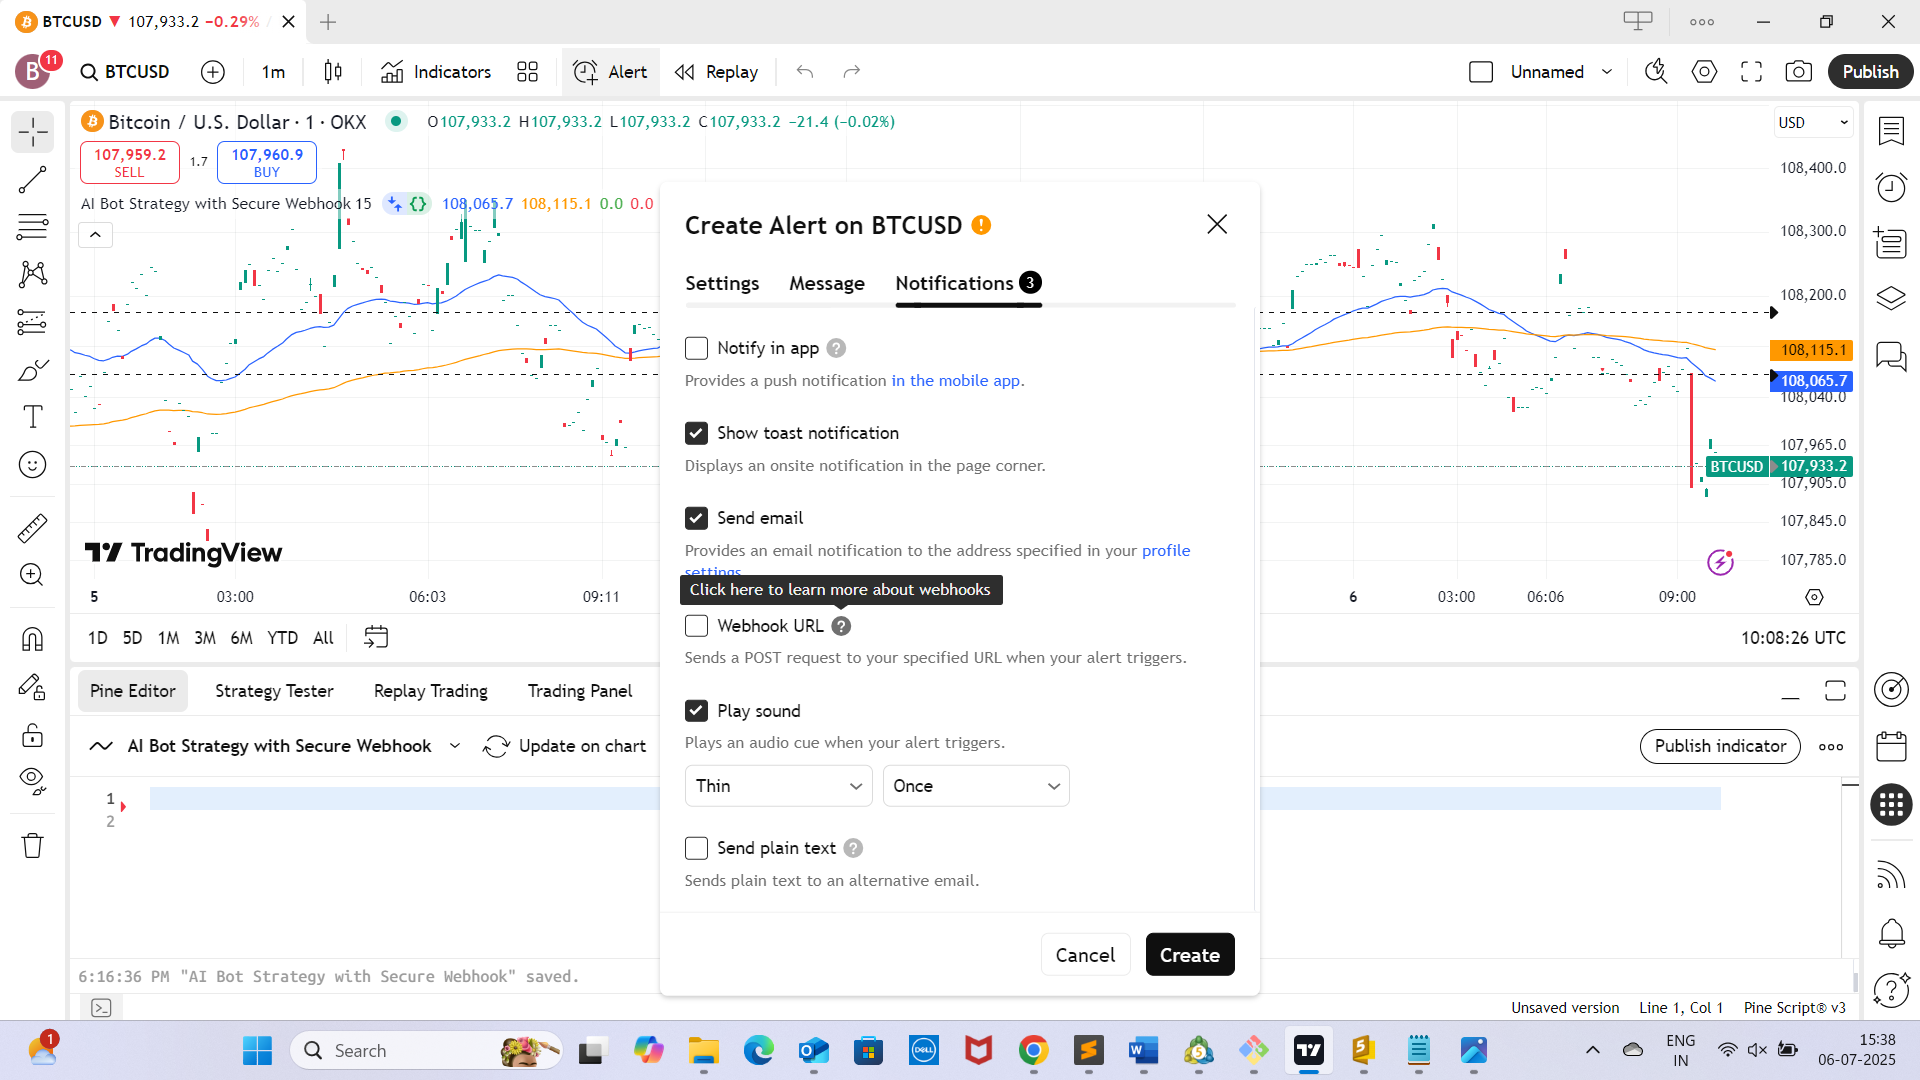 BTCUSD ▼ 107,933.2 −0.29% /
B 11 BTCUSD 1m Indicators Alert Replay Unnamed Publish
Bitcoin / U.S. Dollar · 1 · OKX O107,933.2 H107,933.2 L107,933.2 C107,933.2 −21.4 (−0.02%)
USD
107,959.2 SELL 1.7 107,960.9 BUY
AI Bot Strategy with Secure Webhook 15 {} 108,065.7 108,115.1 0.0 0.0
108,400.0
108,300.0
108,200.0
108,115.1
108,065.7
108,040.0
107,965.0
BTCUSD 107,933.2
107,905.0
107,845.0
107,785.0
TradingView
5 03:00 06:03 09:11 6 03:00 06:06 09:00
1D 5D 1M 3M 6M YTD All 10:08:26 UTC
Create Alert on BTCUSD !
Settings Message Notifications 3
Notify in app ?
Provides a push notification in the mobile app.
Show toast notification
Displays an onsite notification in the page corner.
Send email
Provides an email notification to the address specified in your profile
settings
Click here to learn more about webhooks
Webhook URL ?
Sends a POST request to your specified URL when your alert triggers.
Play sound
Plays an audio cue when your alert triggers.
Thin Once
Send plain text ?
Sends plain text to an alternative email.
Cancel Create
Pine Editor Strategy Tester Replay Trading Trading Panel
AI Bot Strategy with Secure Webhook Update on chart Publish indicator
1
2
6:16:36 PM "AI Bot Strategy with Secure Webhook" saved.
Unsaved version Line 1, Col 1 Pine Script® v3
1 Search DELL ENG 15:38
IN 06-07-2025